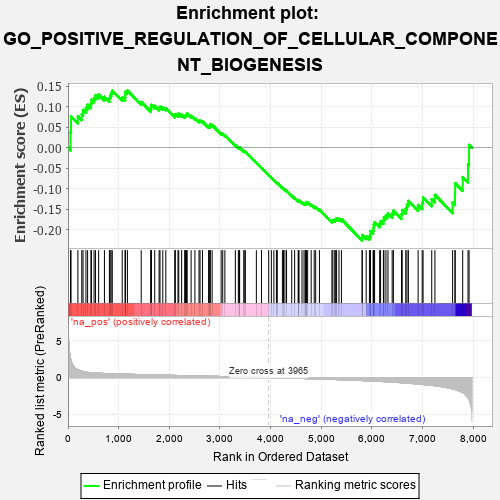 Enrichment plot:
GO_POSITIVE_REGULATION_OF_CELLULAR_COMPONE
NT_BIOGENESIS
Enrichment score (ES)
0.15
0.10
0.05
0.00
-0.05
-0.10
-0.15
-0.20
'na_pos' (positively correlated)
Ranked list metric (PreRanked)
5
0
-5
Zero cross at 3965
'na_neg' (negatively correlated)
0
1,000
2,000
3,000
4,000
5,000
6,000
7,000
8,000
Rank in Ordered Dataset
Enrichment profile
Hits
Ranking metric scores